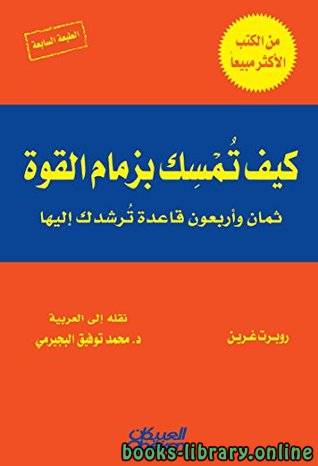 من الكتب
الأكثر مبيعاً
الطبعة السابعة
كيف تُمْسِك بزمام القوة
ثمان وأربعون قاعدة تُرشدك إليها
نقله إلى العربية
د. محمد توفيق البجيرمي
روبرت غرين
العبيكان
books-library.online